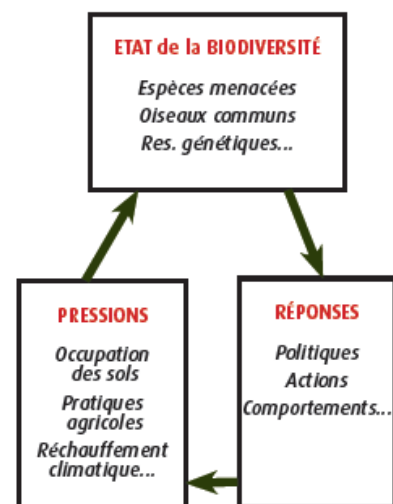 ETAT de la BIODIVERSITÉ
Espèces menacées
Oiseaux communs
Res. génétiques...
PRESSIONS
Occupation
des sols
Pratiques
agricoles
Réchauffement
climatique...
RÉPONSES
Politiques
Actions
Comportements...